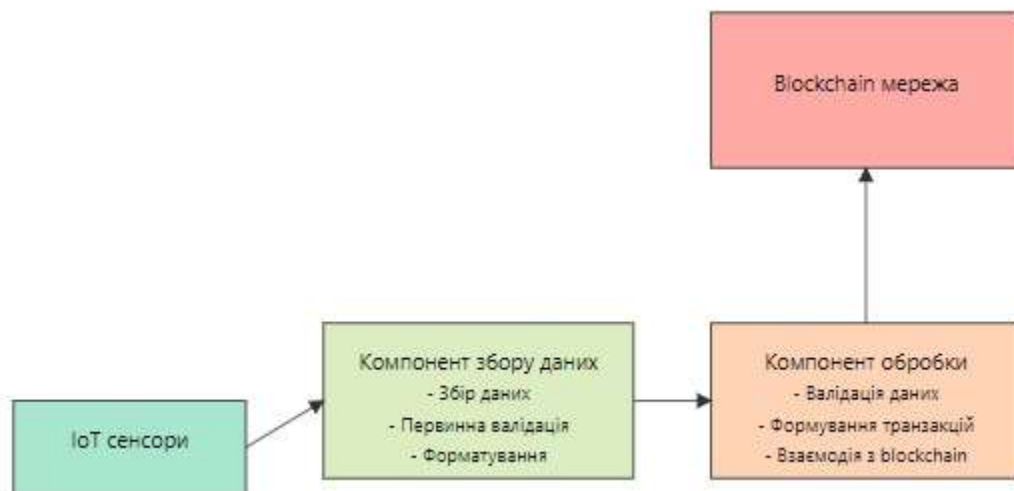 Blockchain мережа
Компонент збору даних
- Збір даних
- Первинна валідація
- Форматування
Компонент обробки
- Валідація даних
- Формування транзакцій
- Взаємодія з blockchain
IoT сенсори